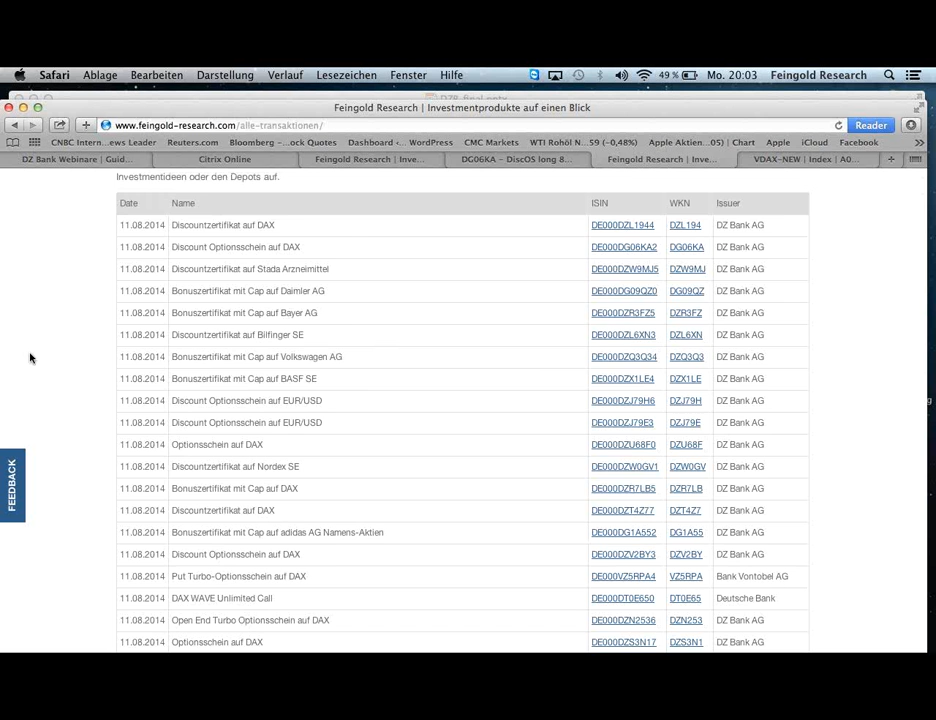 Safari Ablage Bearbeiten Darstellung Verlauf Lesezeichen Fenster Hilfe 49 % Mo. 20:03 Feingold Research
Feingold Research | Investmentprodukte auf einen Blick
www.feingold-research.com/alle-transaktionen/ Reader
CNBC Intern...ews Leader Reuters.com Bloomberg -...ock Quotes Dashboard ‹... WordPress CMC Markets WTI Rohöl N...59 (-0,48%) Apple Aktien...05) | Chart Apple iCloud Facebook
DZ Bank Webinare | Guid... Citrix Online Feingold Research | Inve... DG06KA – DiscOS long 8... Feingold Research | Inve... VDAX-NEW | Index | A0...
Investmentideen oder den Depots auf.
Date Name ISIN WKN Issuer
11.08.2014 Discountzertifikat auf DAX DE000DZL1944 DZL194 DZ Bank AG
11.08.2014 Discount Optionsschein auf DAX DE000DG06KA2 DG06KA DZ Bank AG
11.08.2014 Discountzertifikat auf Stada Arzneimittel DE000DZW9MJ5 DZW9MJ DZ Bank AG
11.08.2014 Bonuszertifikat mit Cap auf Daimler AG DE000DG09QZ0 DG09QZ DZ Bank AG
11.08.2014 Bonuszertifikat mit Cap auf Bayer AG DE000DZR3FZ5 DZR3FZ DZ Bank AG
11.08.2014 Discountzertifikat auf Bilfinger SE DE000DZL6XN3 DZL6XN DZ Bank AG
11.08.2014 Bonuszertifikat mit Cap auf Volkswagen AG DE000DZQ3Q34 DZQ3Q3 DZ Bank AG
11.08.2014 Bonuszertifikat mit Cap auf BASF SE DE000DZX1LE4 DZX1LE DZ Bank AG
11.08.2014 Discount Optionsschein auf EUR/USD DE000DZJ79H6 DZJ79H DZ Bank AG
11.08.2014 Discount Optionsschein auf EUR/USD DE000DZJ79E3 DZJ79E DZ Bank AG
11.08.2014 Optionsschein auf DAX DE000DZU68F0 DZU68F DZ Bank AG
11.08.2014 Discountzertifikat auf Nordex SE DE000DZW0GV1 DZW0GV DZ Bank AG
11.08.2014 Bonuszertifikat mit Cap auf DAX DE000DZR7LB5 DZR7LB DZ Bank AG
11.08.2014 Discountzertifikat auf DAX DE000DZT4Z77 DZT4Z7 DZ Bank AG
11.08.2014 Bonuszertifikat mit Cap auf adidas AG Namens-Aktien DE000DG1A552 DG1A55 DZ Bank AG
11.08.2014 Discount Optionsschein auf DAX DE000DZV2BY3 DZV2BY DZ Bank AG
11.08.2014 Put Turbo-Optionsschein auf DAX DE000VZ5RPA4 VZ5RPA Bank Vontobel AG
11.08.2014 DAX WAVE Unlimited Call DE000DT0E650 DT0E65 Deutsche Bank
11.08.2014 Open End Turbo Optionsschein auf DAX DE000DZN2536 DZN253 DZ Bank AG
11.08.2014 Optionsschein auf DAX DE000DZS3N17 DZS3N1 DZ Bank AG
FEEDBACK